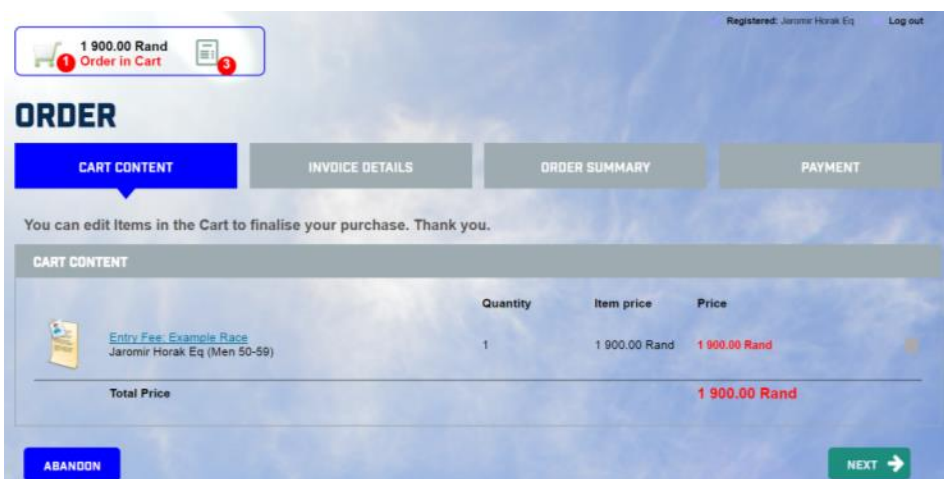 Registered: Jaromir Horak Eq Log out
1 900.00 Rand
1 Order in Cart 3
ORDER
CART CONTENT INVOICE DETAILS ORDER SUMMARY PAYMENT
You can edit Items in the Cart to finalise your purchase. Thank you.
CART CONTENT
Quantity Item price Price
Entry Fee: Example Race
Jaromir Horak Eq (Men 50-59) 1 1 900.00 Rand 1 900.00 Rand
Total Price 1 900.00 Rand
ABANDON NEXT